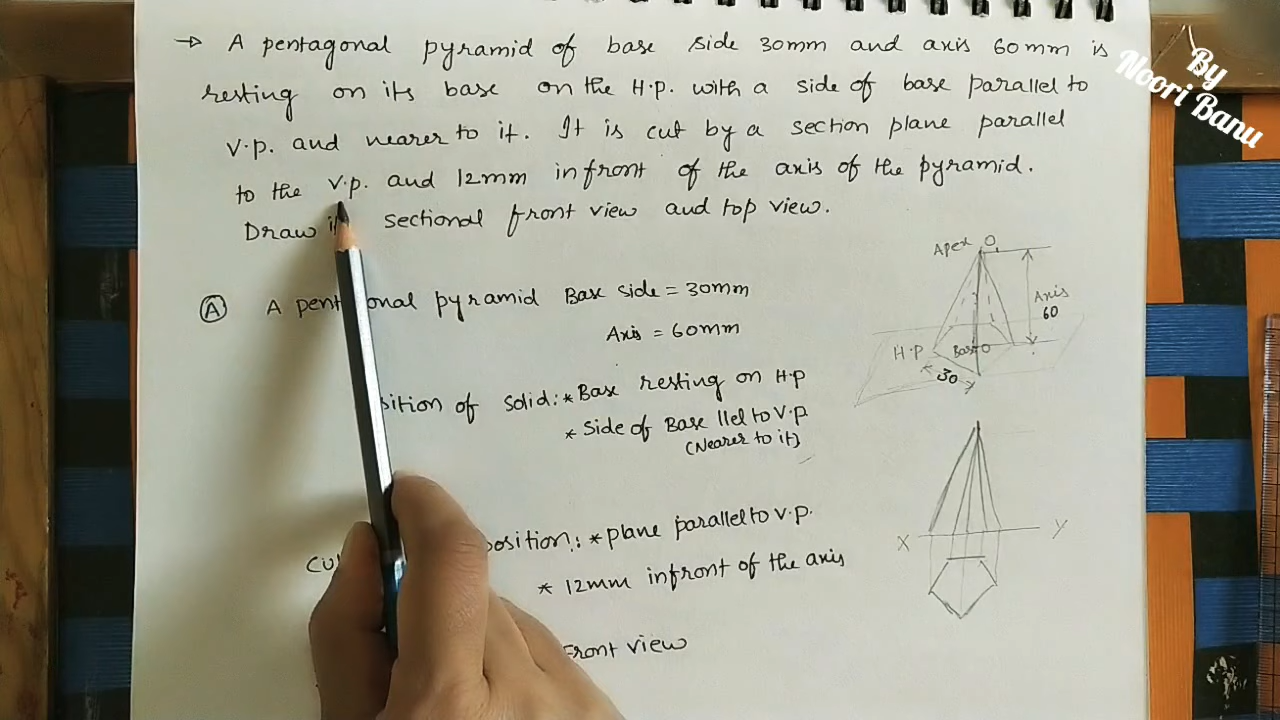 → A pentagonal pyramid of base side 30mm and axis 60mm is
resting on its base on the H.p. with a side of base parallel to
V.p. and nearer to it. It is cut by a section plane parallel
to the V.p. and 12mm infront of the axis of the pyramid.
Draw sectional front view and top view.
By
Noori Banu
Apex O1
Axis
60
H.P
Base O
30
A A pent onal pyramid Base side = 30mm
Axis = 60mm
sition of solid: * Base resting on H.p
* Side of Base llel to V.p.
(Nearer to it)
position: * plane parallel to V.p.
* 12mm infront of the axis
Front view
X Y